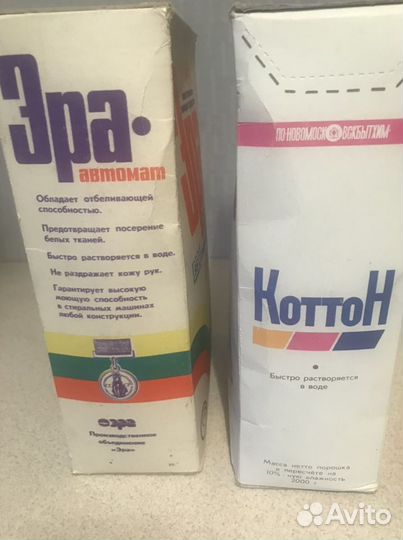 Эра-
автомат
Обладает отбеливающей
способностью.
Предотвращает посерение
белых тканей.
Быстро растворяется в воде.
Не раздражает кожу рук.
Гарантирует высокую
моющую способность
в стиральных машинах
любой конструкции.
эра
Производственное
объединение
«Эра»
ПО„НОВОМОСКОВСКБЫТХИМ"
КоттоН
Быстро растворяется
в воде
Масса нетто порошка
в пересчёте на
10%-ную влажность
2000 г
Avito